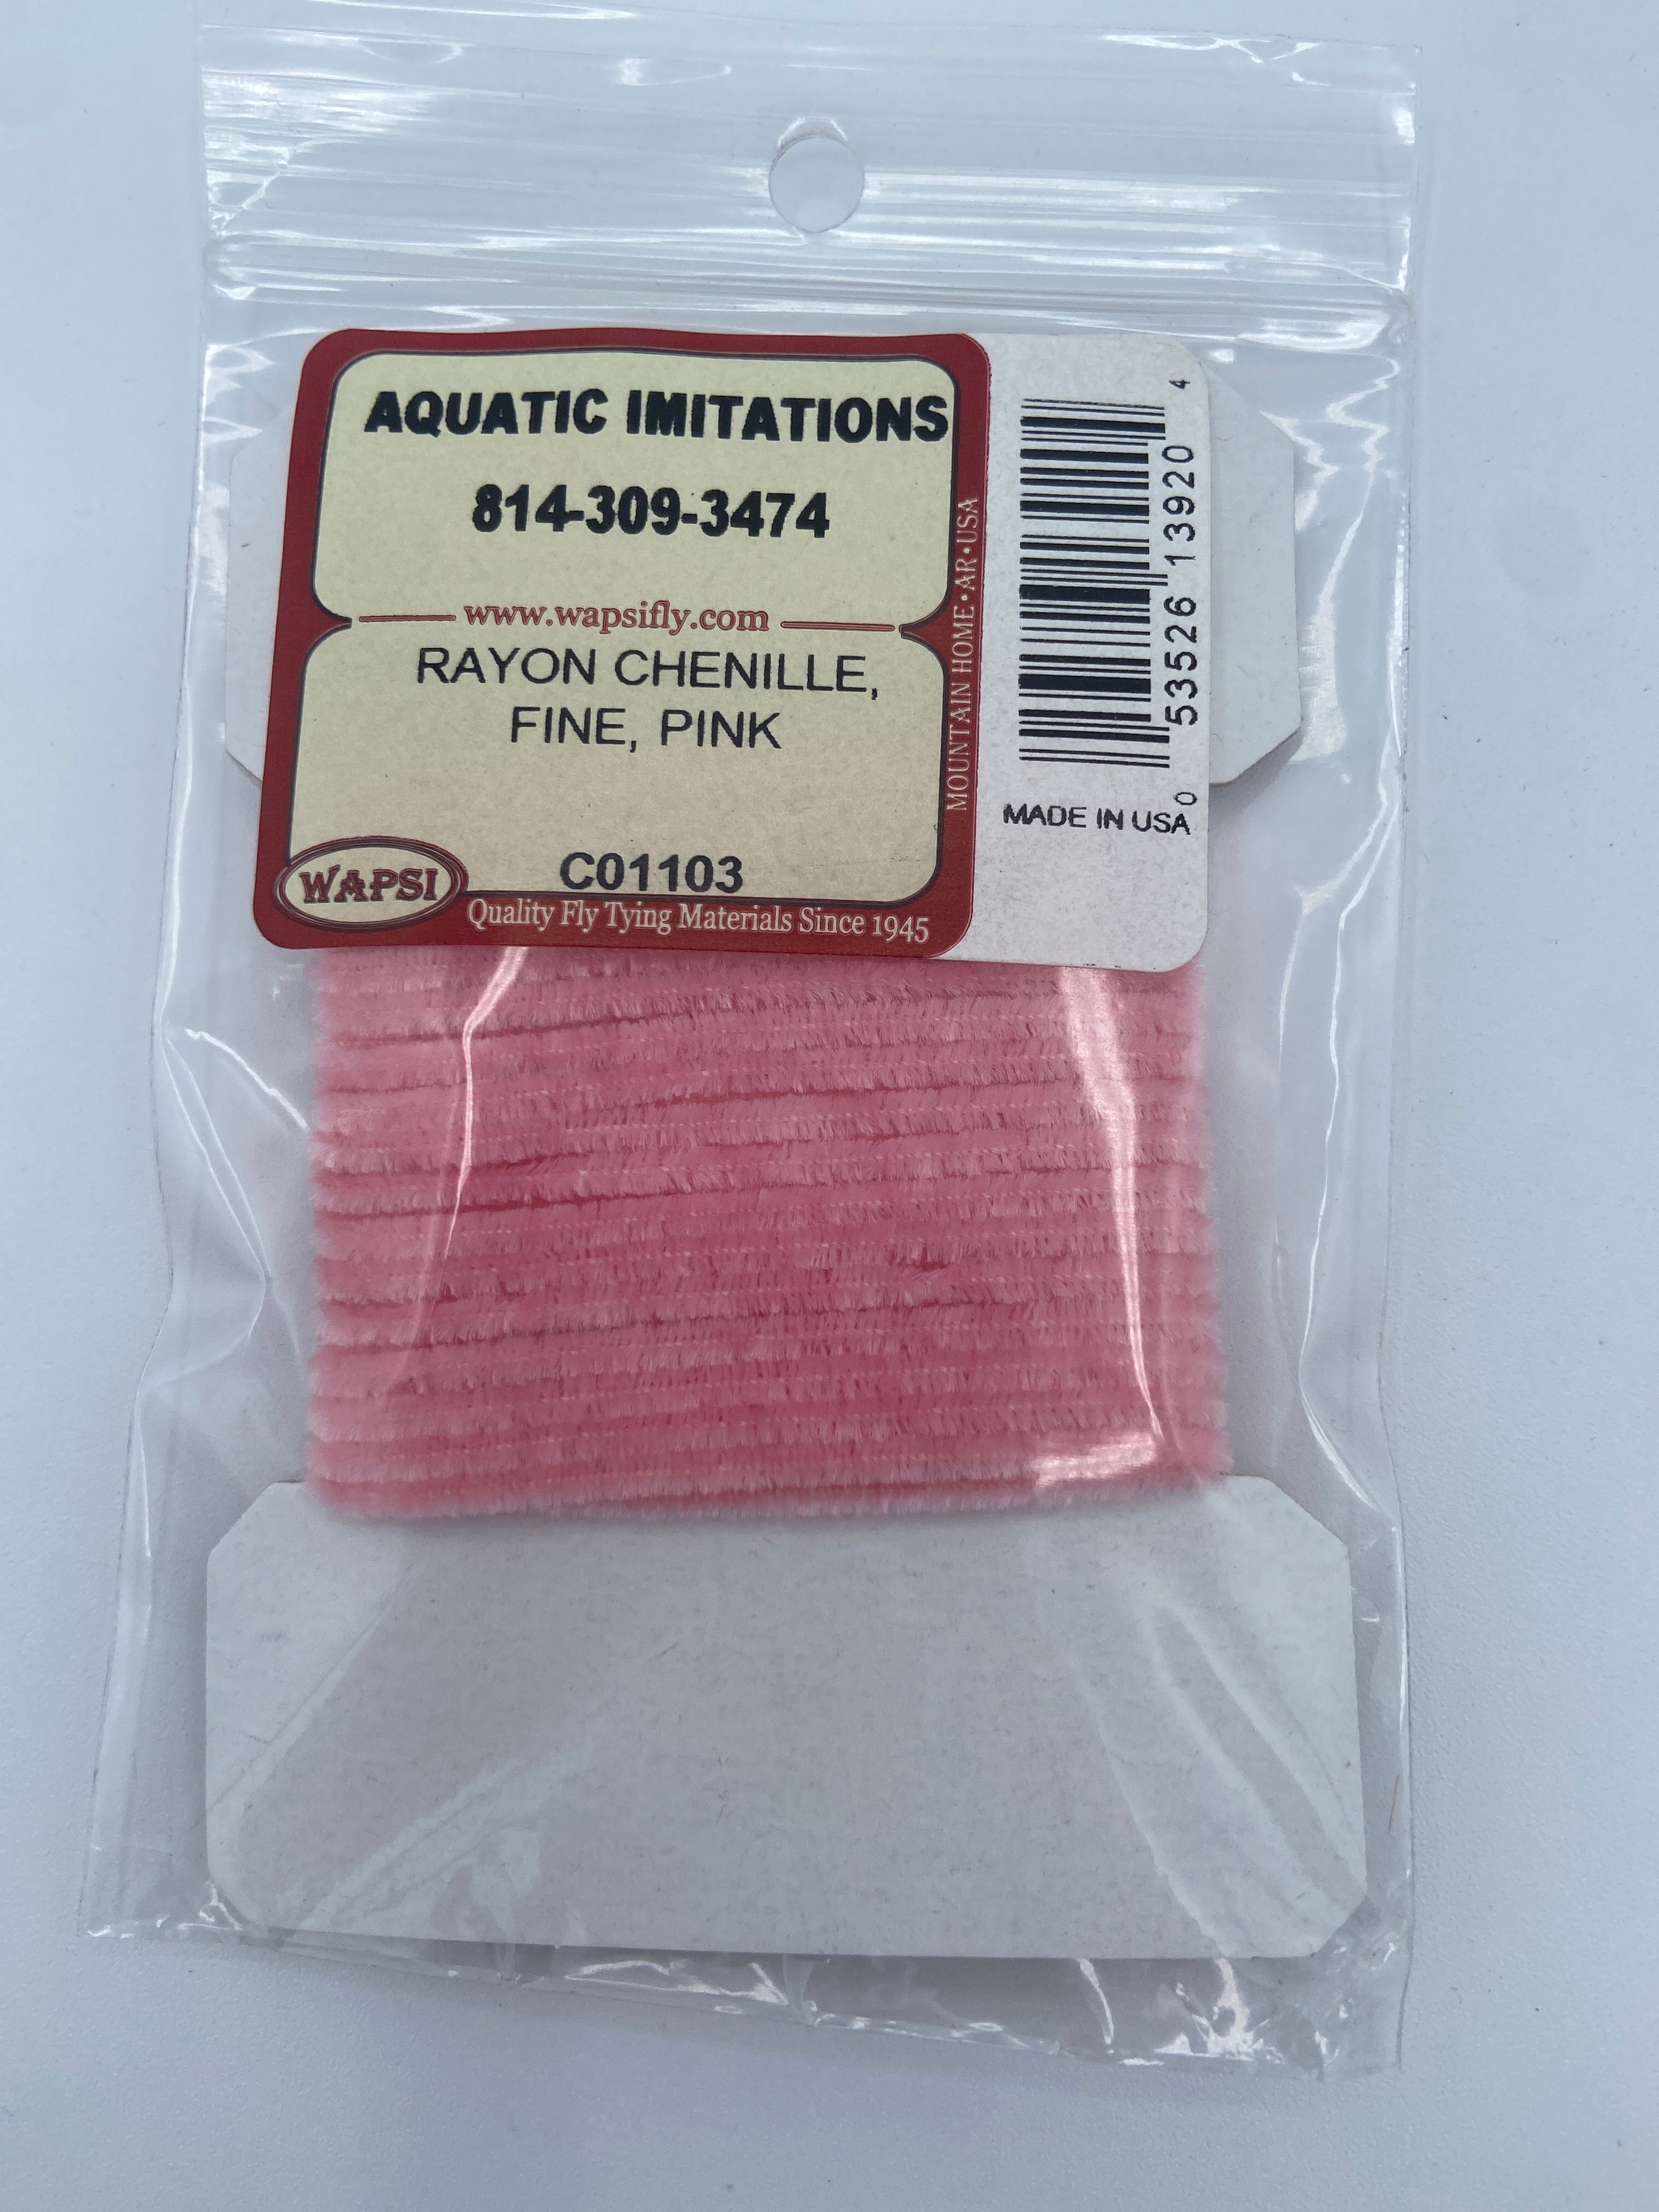 AQUATIC IMITATIONS
814-309-3474
www.wapsifly.com
RAYON CHENILLE,
FINE, PINK
C01103
WAPSI
Quality Fly Tying Materials Since 1945
MOUNTAIN HOME • AR • USA
0 53526 13920 4
MADE IN USA